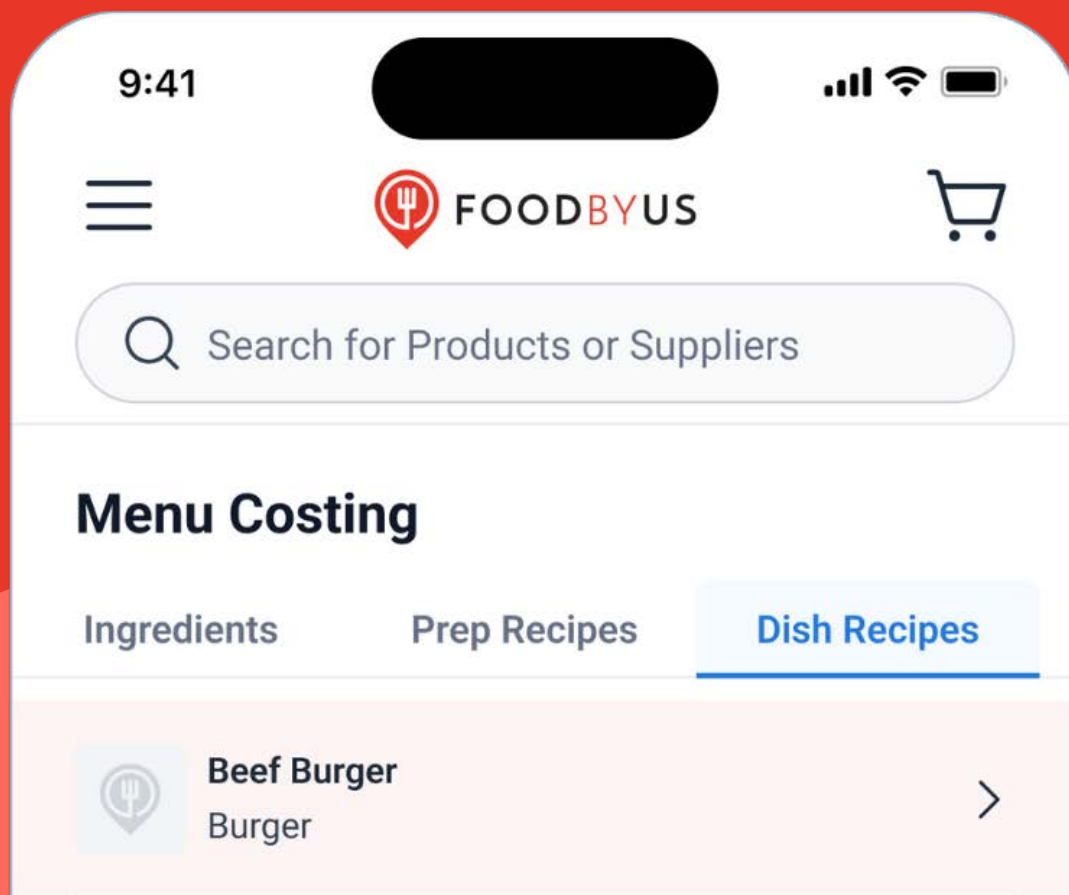 9:41
FOODBYUS
Search for Products or Suppliers
Menu Costing
Ingredients Prep Recipes Dish Recipes
Beef Burger
Burger